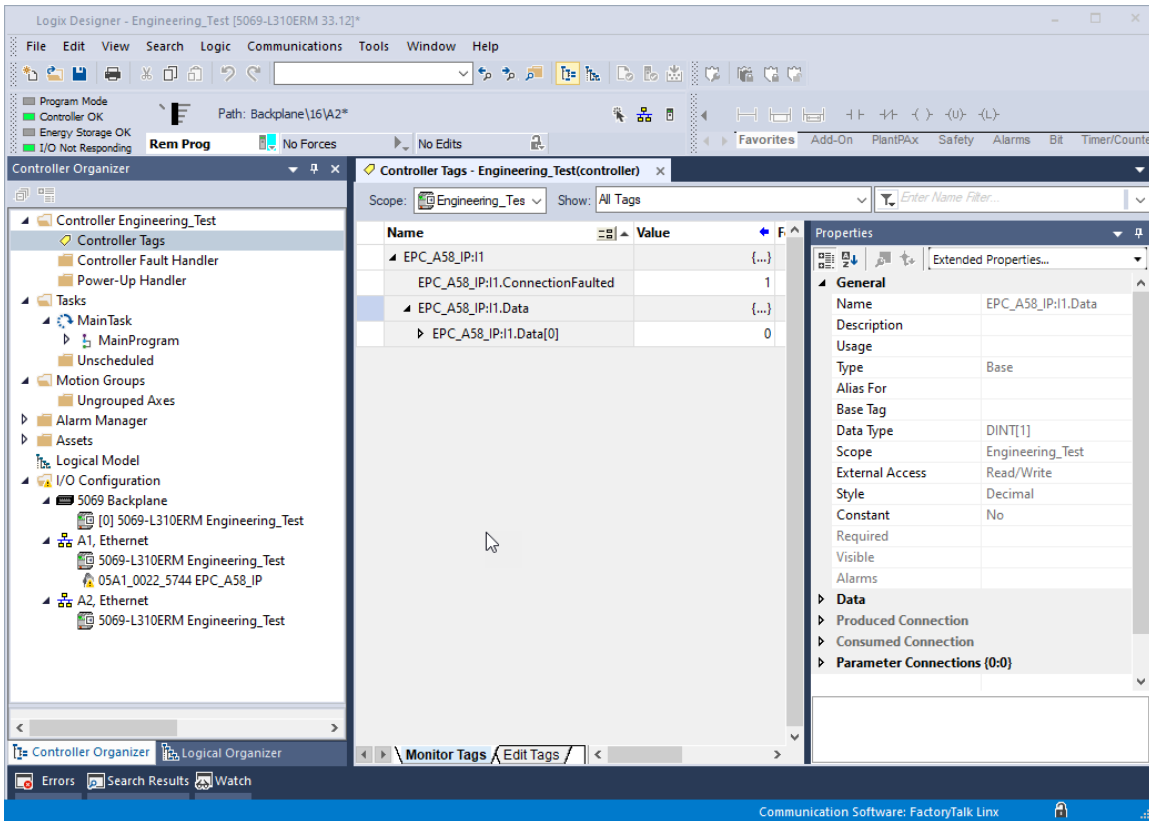 Logix Designer - Engineering_Test [5069-L310ERM 33.12]*
File Edit View Search Logic Communications Tools Window Help
Program Mode
Controller OK
Energy Storage OK
I/O Not Responding
Path: Backplane\16\A2*
Rem Prog
No Forces
No Edits
Favorites Add-On PlantPAx Safety Alarms Bit Timer/Counte
Controller Organizer
Controller Engineering_Test
Controller Tags
Controller Fault Handler
Power-Up Handler
Tasks
MainTask
MainProgram
Unscheduled
Motion Groups
Ungrouped Axes
Alarm Manager
Assets
Logical Model
I/O Configuration
5069 Backplane
[0] 5069-L310ERM Engineering_Test
A1, Ethernet
5069-L310ERM Engineering_Test
05A1_0022_5744 EPC_A58_IP
A2, Ethernet
5069-L310ERM Engineering_Test
Controller Organizer
Logical Organizer
Controller Tags - Engineering_Test(controller)
Scope: Engineering_Tes Show: All Tags Enter Name Filter...
Name Value F
EPC_A58_IP:I1 {...}
EPC_A58_IP:I1.ConnectionFaulted 1
EPC_A58_IP:I1.Data {...}
EPC_A58_IP:I1.Data[0] 0
Monitor Tags Edit Tags
Properties
Extended Properties...
General
Name EPC_A58_IP:I1.Data
Description
Usage
Type Base
Alias For
Base Tag
Data Type DINT[1]
Scope Engineering_Test
External Access Read/Write
Style Decimal
Constant No
Required
Visible
Alarms
Data
Produced Connection
Consumed Connection
Parameter Connections {0:0}
Errors Search Results Watch
Communication Software: FactoryTalk Linx